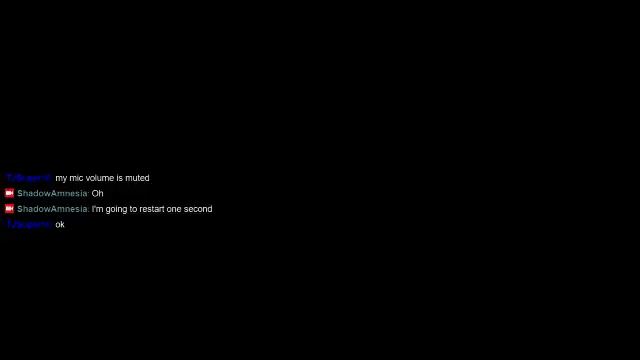 my mic volume is muted
ShadowAmnesia: Oh
ShadowAmnesia: I'm going to restart one second
ok